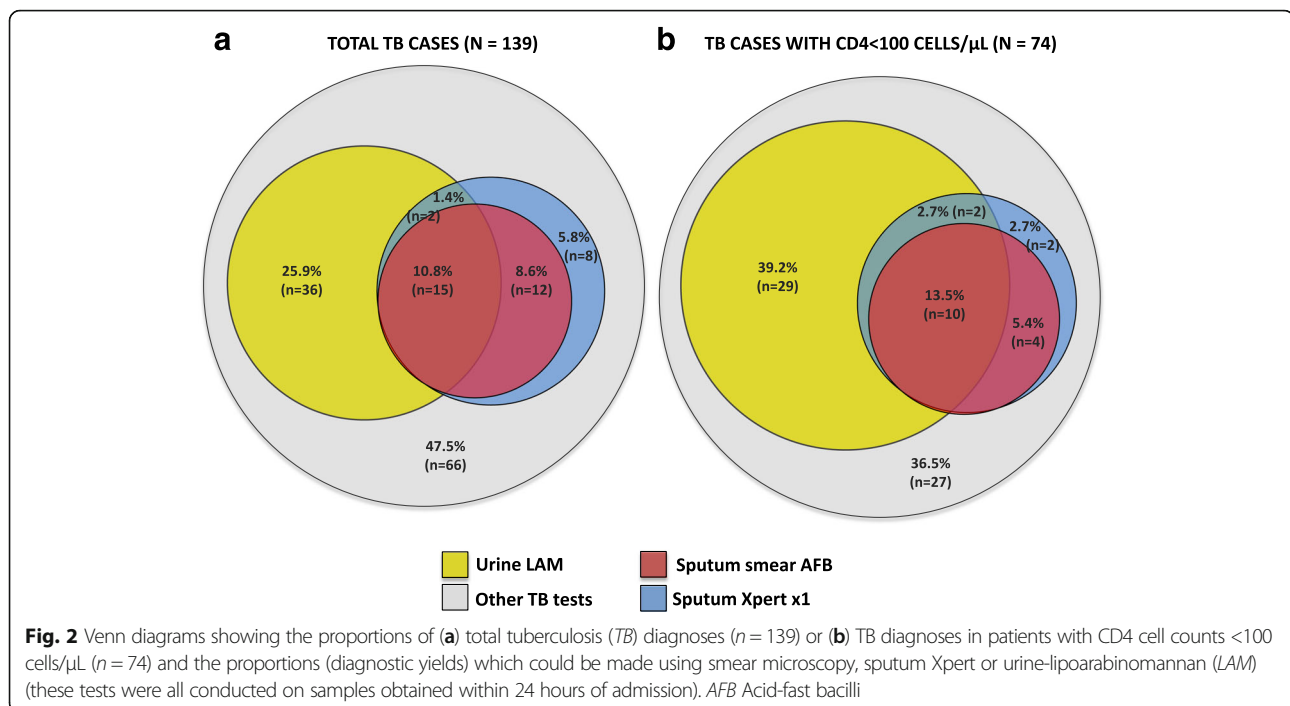 a TOTAL TB CASES (N = 139)
1.4%
(n=2)
5.8%
(n=8)
25.9%
(n=36)
10.8%
(n=15)
8.6%
(n=12)
47.5%
(n=66)
b TB CASES WITH CD4<100 CELLS/µL (N = 74)
2.7% (n=2)
2.7%
(n=2)
39.2%
(n=29)
13.5%
(n=10)
5.4%
(n=4)
36.5%
(n=27)
Urine LAM
Sputum smear AFB
Other TB tests
Sputum Xpert x1
Fig. 2 Venn diagrams showing the proportions of (a) total tuberculosis (TB) diagnoses (n = 139) or (b) TB diagnoses in patients with CD4 cell counts <100
cells/µL (n = 74) and the proportions (diagnostic yields) which could be made using smear microscopy, sputum Xpert or urine-lipoarabinomannan (LAM)
(these tests were all conducted on samples obtained within 24 hours of admission). AFB Acid-fast bacilli